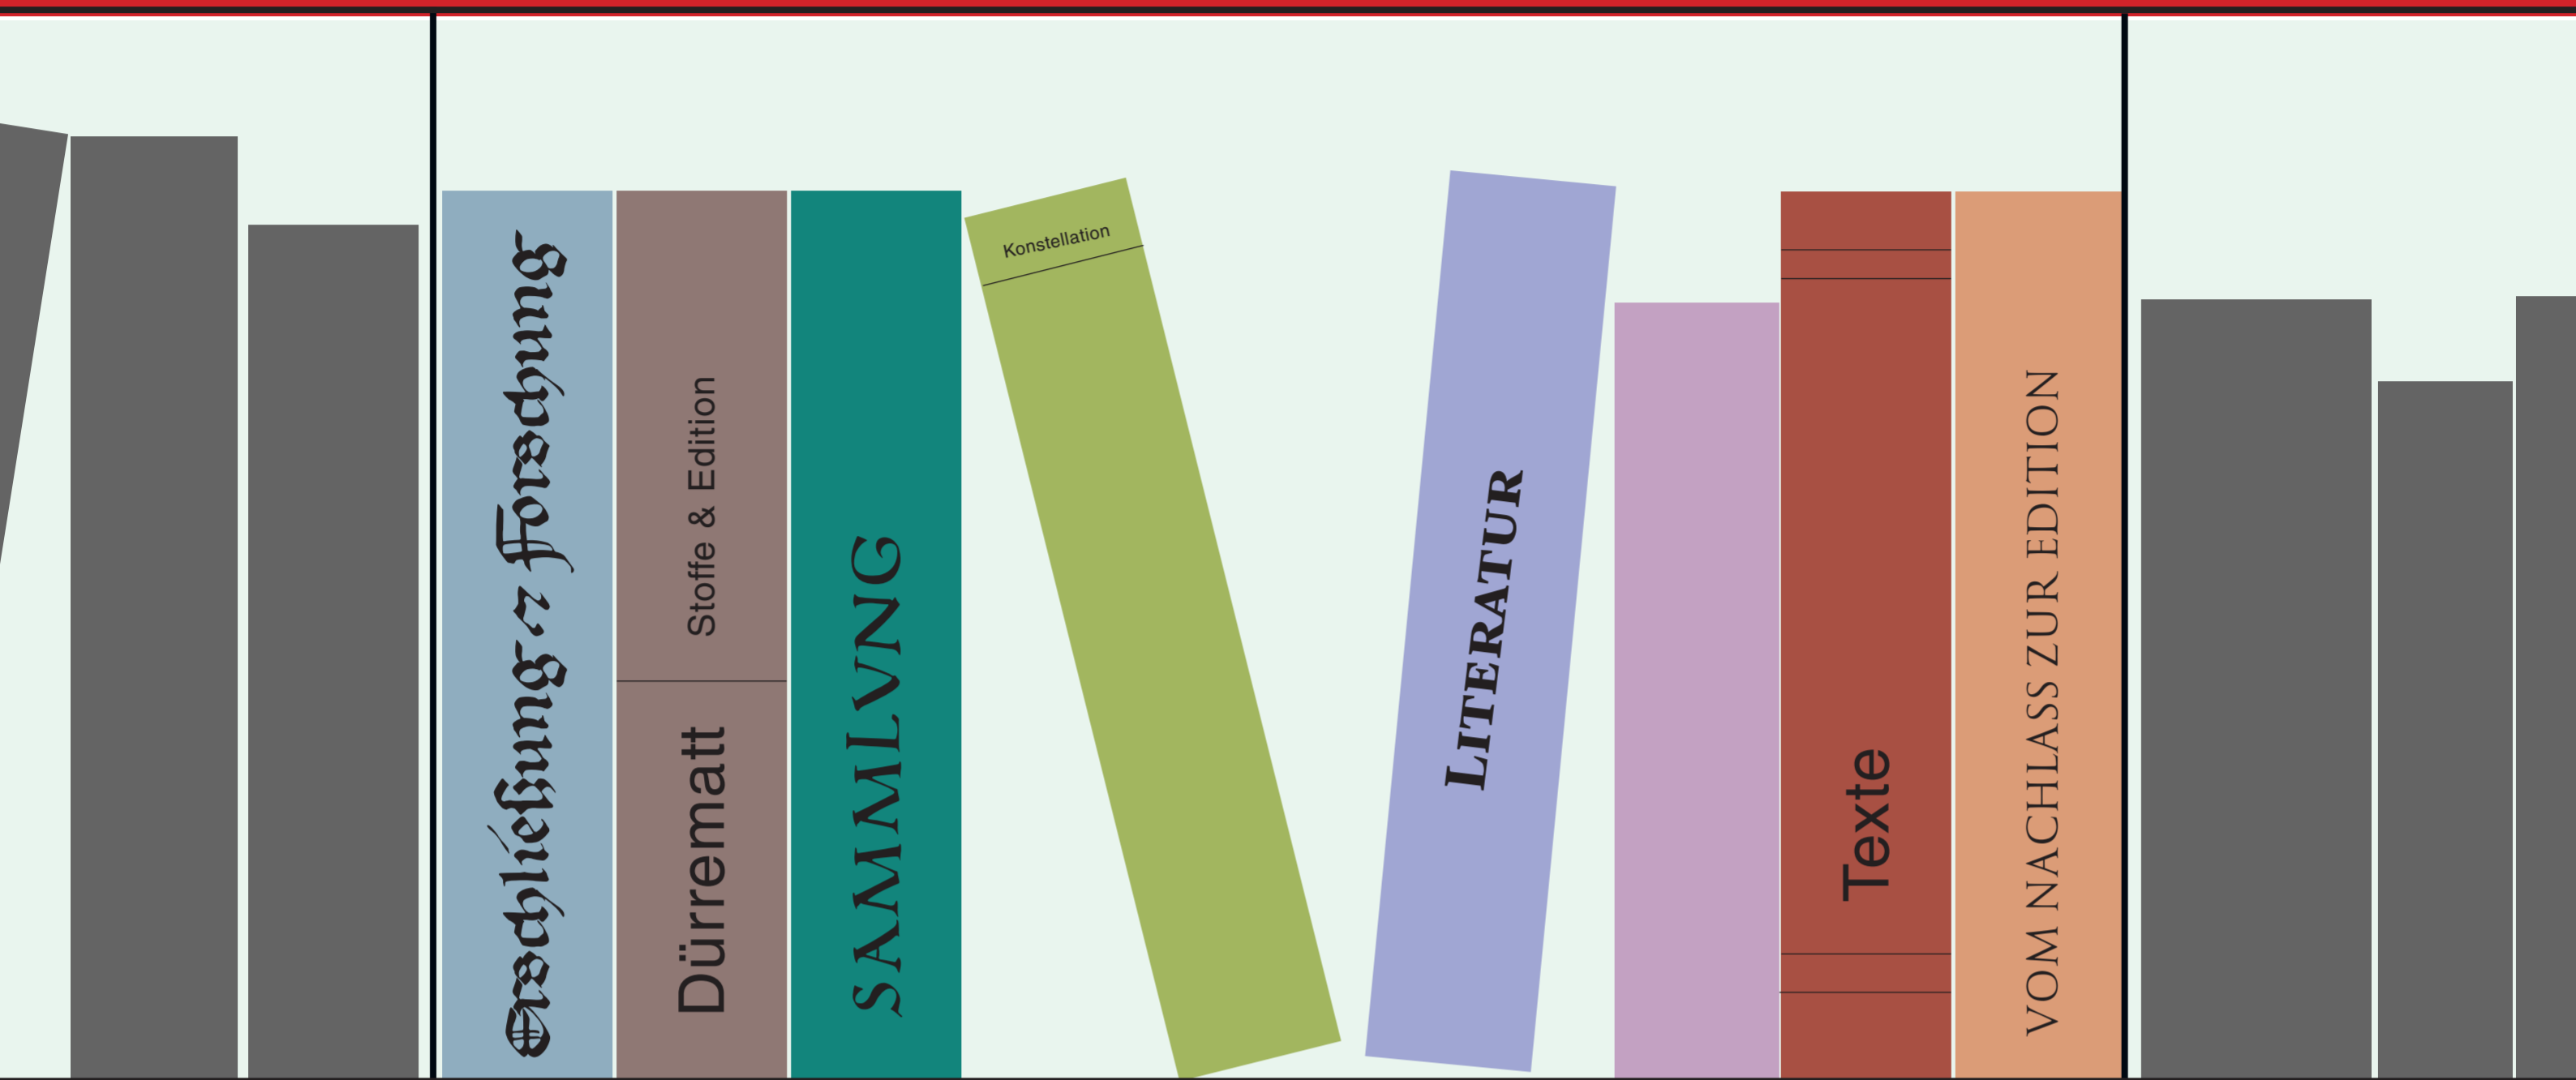 Erschließung & Forschung
Dürrematt
Stoffe & Edition
SAMMLVNG
Konstellation
LITERATUR
Texte
VOM NACHLASS ZUR EDITION